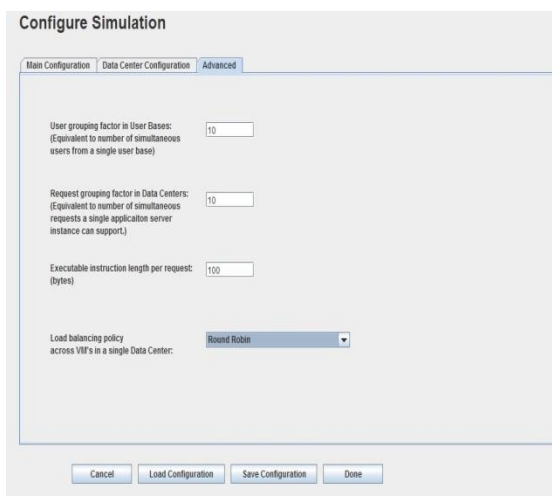 Configure Simulation
Main Configuration
Data Center Configuration
Advanced
User grouping factor in User Bases:
(Equivalent to number of simultaneous
users from a single user base)
10
Request grouping factor in Data Centers:
(Equivalent to number of simultaneous
requests a single applicaiton server
instance can support.)
10
Executable instruction length per request:
(bytes)
100
Load balancing policy
across VM's in a single Data Center:
Round Robin
Cancel
Load Configuration
Save Configuration
Done